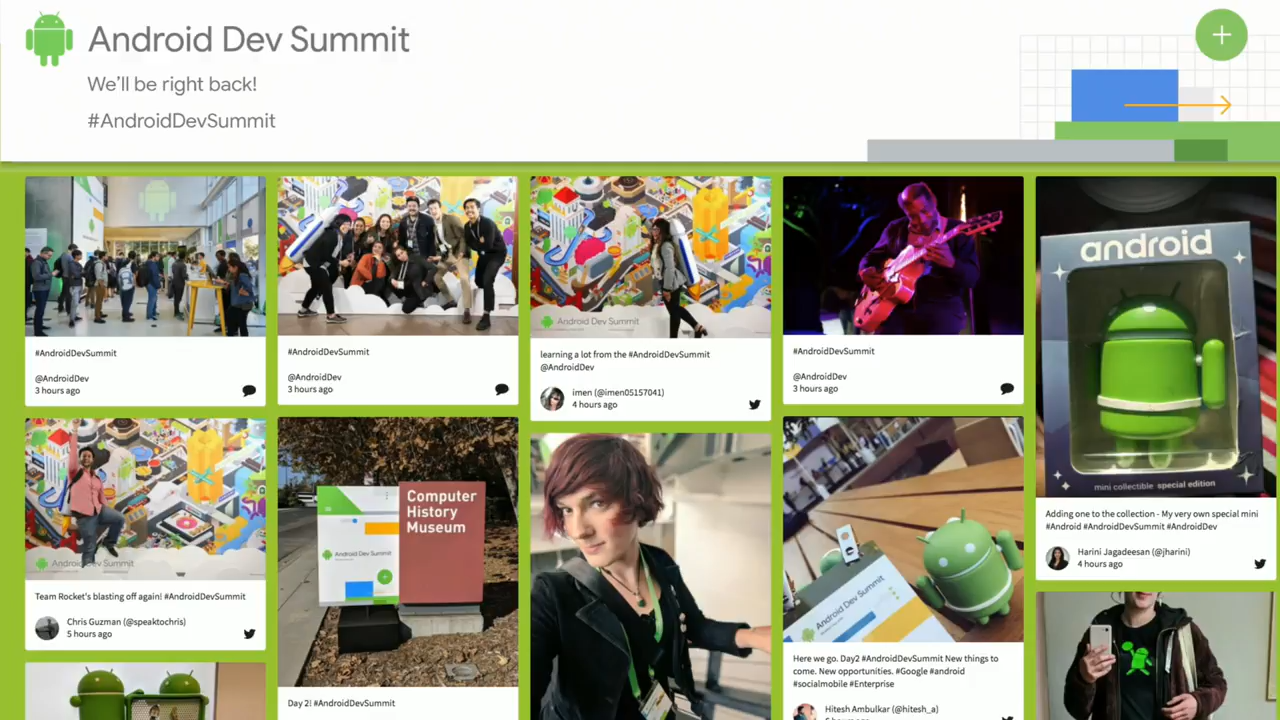 Android Dev Summit
We'll be right back!
#AndroidDevSummit
#AndroidDevSummit
@AndroidDev
3 hours ago
Android Dev Summit
Team Rocket's blasting off again! #AndroidDevSummit
Chris Guzman (@speaktochris)
5 hours ago
#AndroidDevSummit
@AndroidDev
3 hours ago
Computer
History
Museum
Android Dev Summit
Day 2! #AndroidDevSummit
Android Dev Summit
learning a lot from the #AndroidDevSummit
@AndroidDev
imen (@imen05157041)
4 hours ago
#AndroidDevSummit
@AndroidDev
3 hours ago
Android Dev Summit
Here we go. Day2 #AndroidDevSummit New things to
come. New opportunities. #Google #android
#socialmobile #Enterprise
Hitesh Ambulkar (@hitesh_a)
android
mini collectible special edition
Adding one to the collection - My very own special mini
#Android #AndroidDevSummit #AndroidDev
Harini Jagadeesan (@jharini)
4 hours ago